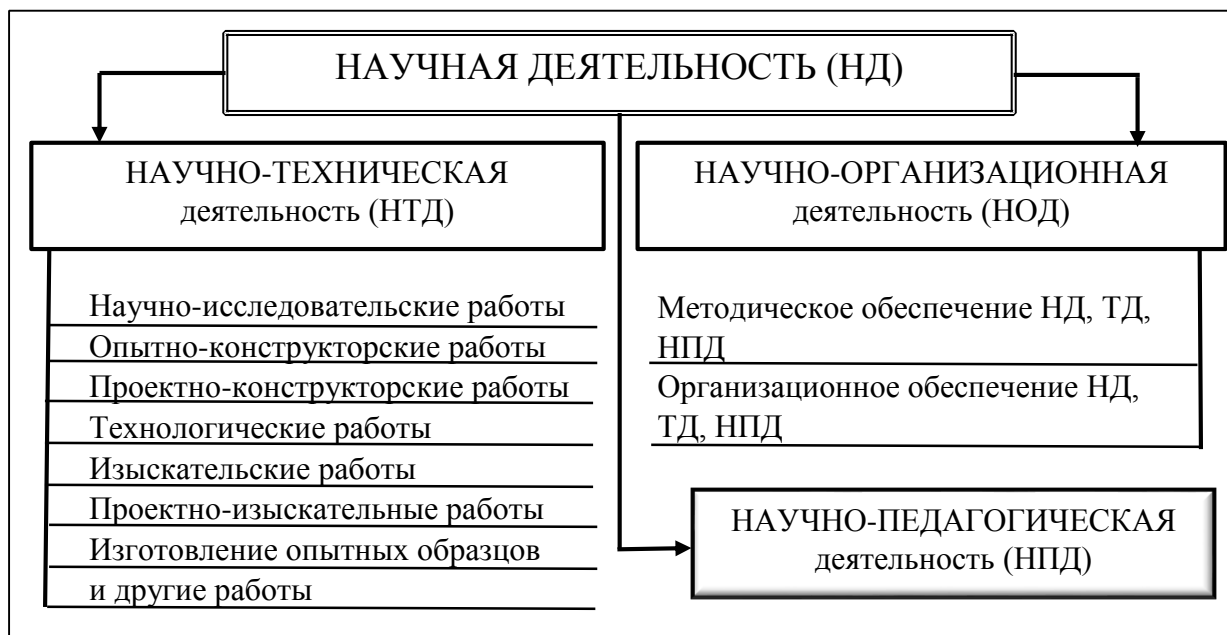 НАУЧНАЯ ДЕЯТЕЛЬНОСТЬ (НД)
НАУЧНО-ТЕХНИЧЕСКАЯ
деятельность (НТД)
Научно-исследовательские работы
Опытно-конструкторские работы
Проектно-конструкторские работы
Технологические работы
Изыскательские работы
Проектно-изыскательные работы
Изготовление опытных образцов
и другие работы
НАУЧНО-ОРГАНИЗАЦИОННАЯ
деятельность (НОД)
Методическое обеспечение НД, ТД,
НПД
Организационное обеспечение НД,
ТД, НПД
НАУЧНО-ПЕДАГОГИЧЕСКАЯ
деятельность (НПД)